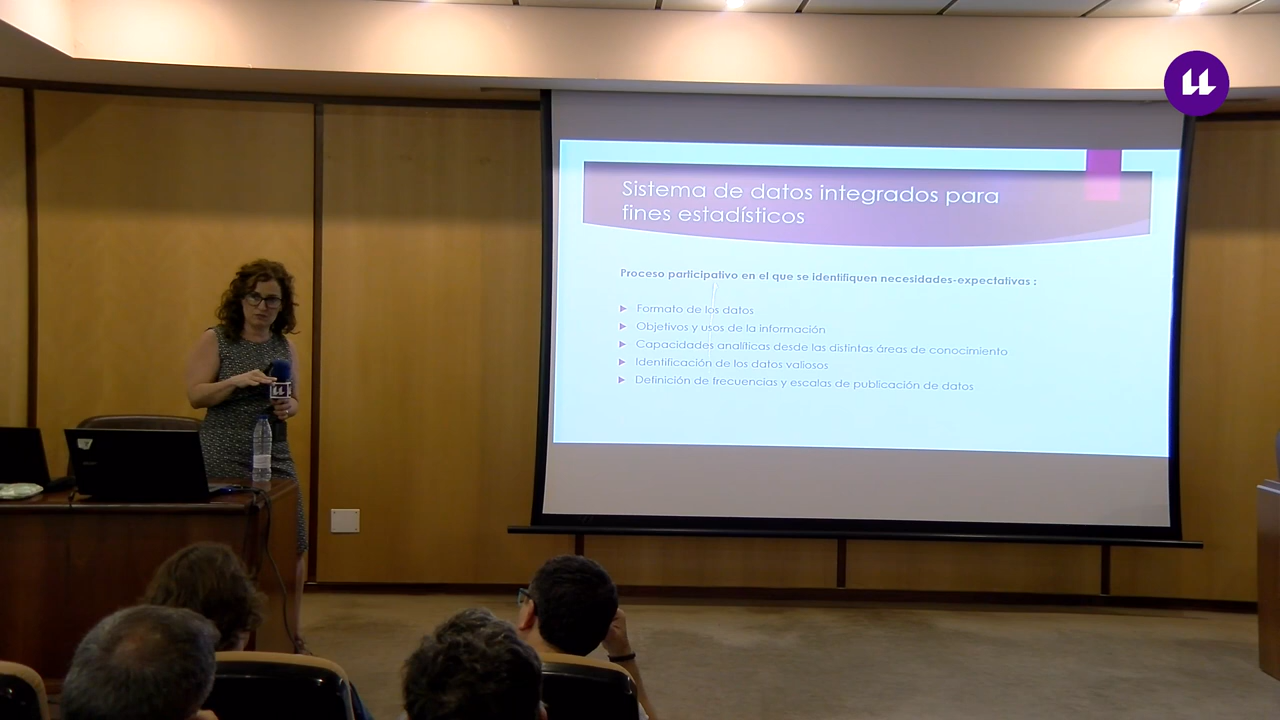 Sistema de datos integrados para
fines estadísticos
Proceso participativo en el que se identifiquen necesidades-expectativas :
Formato de los datos
Objetivos y usos de la información
Capacidades analíticas desde las distintas áreas de conocimiento
Identificación de los datos valiosos
Definición de frecuencias y escalas de publicación de datos